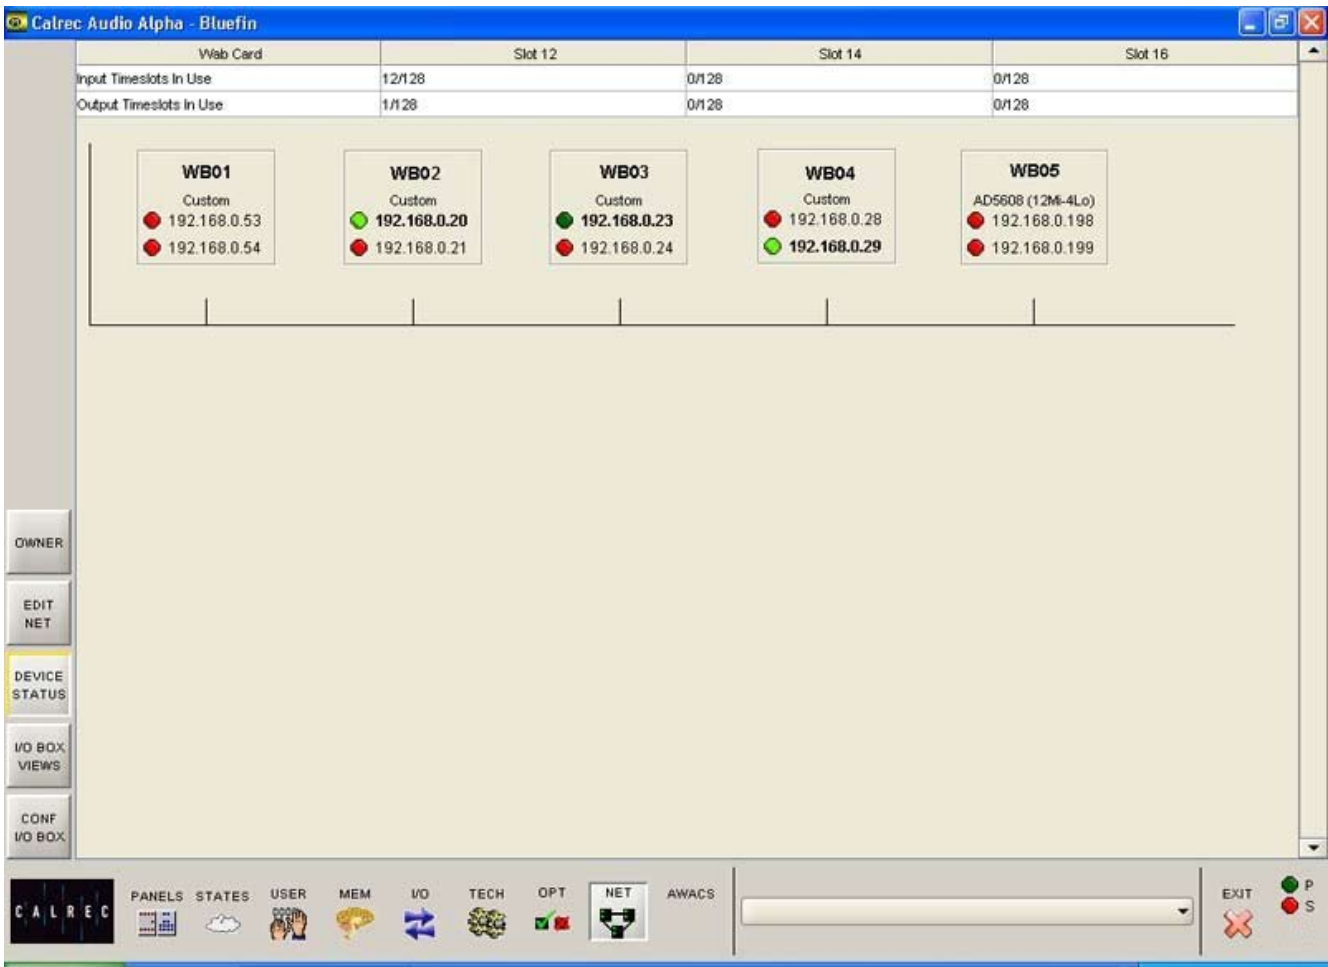 Calrec Audio Alpha - Bluefin
Wab Card Slot 12 Slot 14 Slot 16
Input Timeslots In Use 12/128 0/128 0/128
Output Timeslots In Use 1/128 0/128 0/128
WB01 WB02 WB03 WB04 WB05
Custom Custom Custom Custom AD5608 (12Mi-4Lo)
192.168.0.53 192.168.0.20 192.168.0.23 192.168.0.28 192.168.0.198
192.168.0.54 192.168.0.21 192.168.0.24 192.168.0.29 192.168.0.199
OWNER
EDIT
NET
DEVICE
STATUS
I/O BOX
VIEWS
CONF
I/O BOX
CALREC PANELS STATES USER MEM I/O TECH OPT NET AWACS EXIT P
S